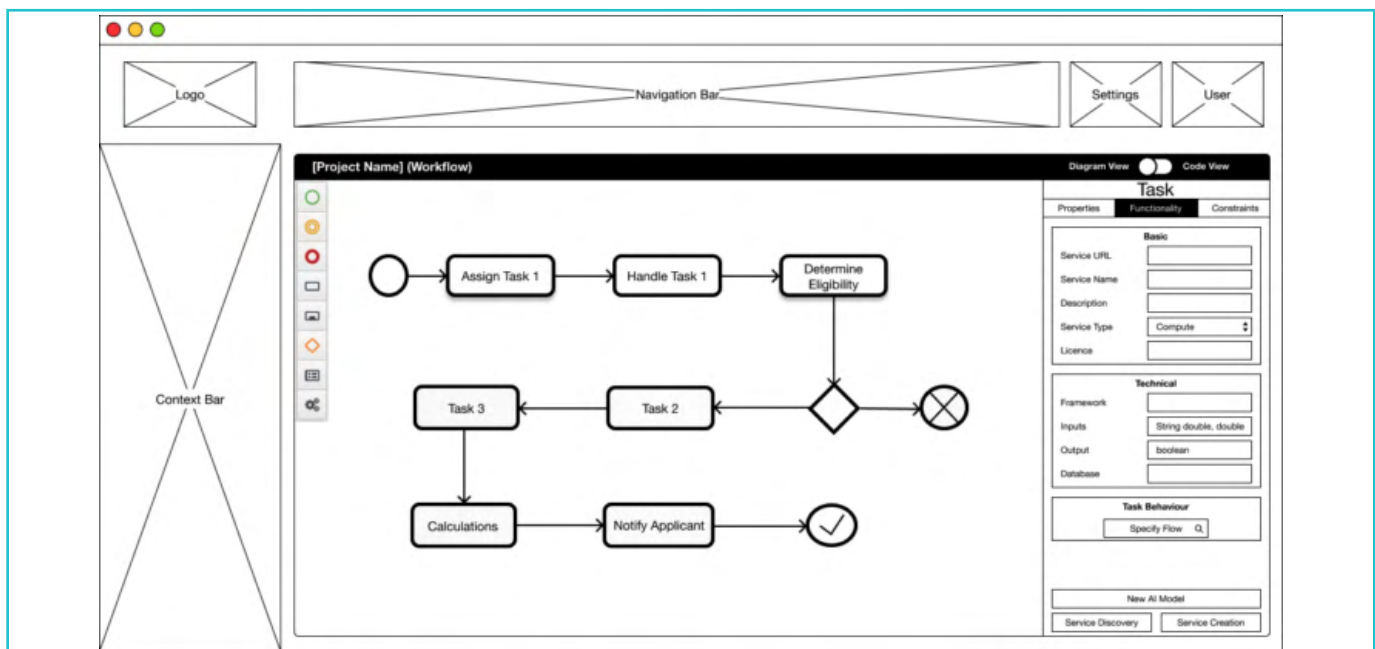 Logo
Navigation Bar
Settings
User
[Project Name] (Workflow)
Diagram View
Code View
Context Bar
Assign Task 1
Handle Task 1
Determine
Eligibility
Task 3
Task 2
Calculations
Notify Applicant
Task
Properties
Functionality
Constraints
Basic
Service URL
Service Name
Description
Service Type
Compute
Licence
Technical
Framework
Inputs
String double, double
Output
boolean
Database
Task Behaviour
Specify Flow
New AI Model
Service Discovery
Service Creation